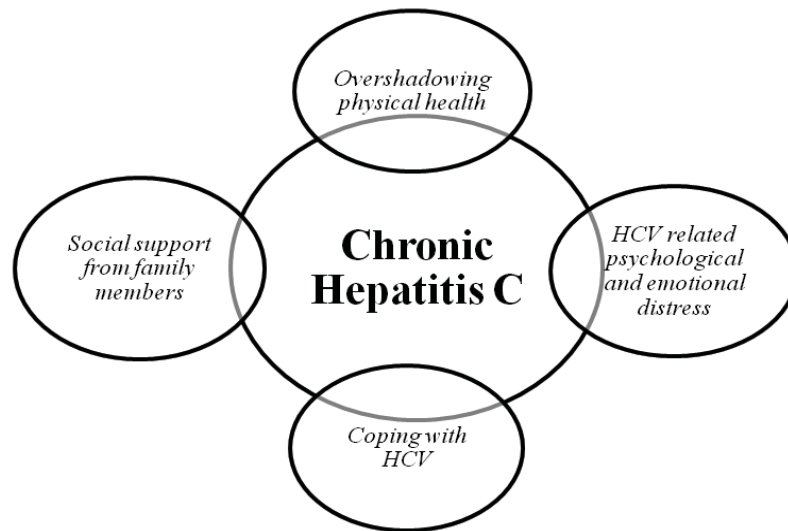 Overshadowing
physical health
Social support
from family
members
Chronic
Hepatitis C
HCV related
psychological
and emotional
distress
Coping with
HCV